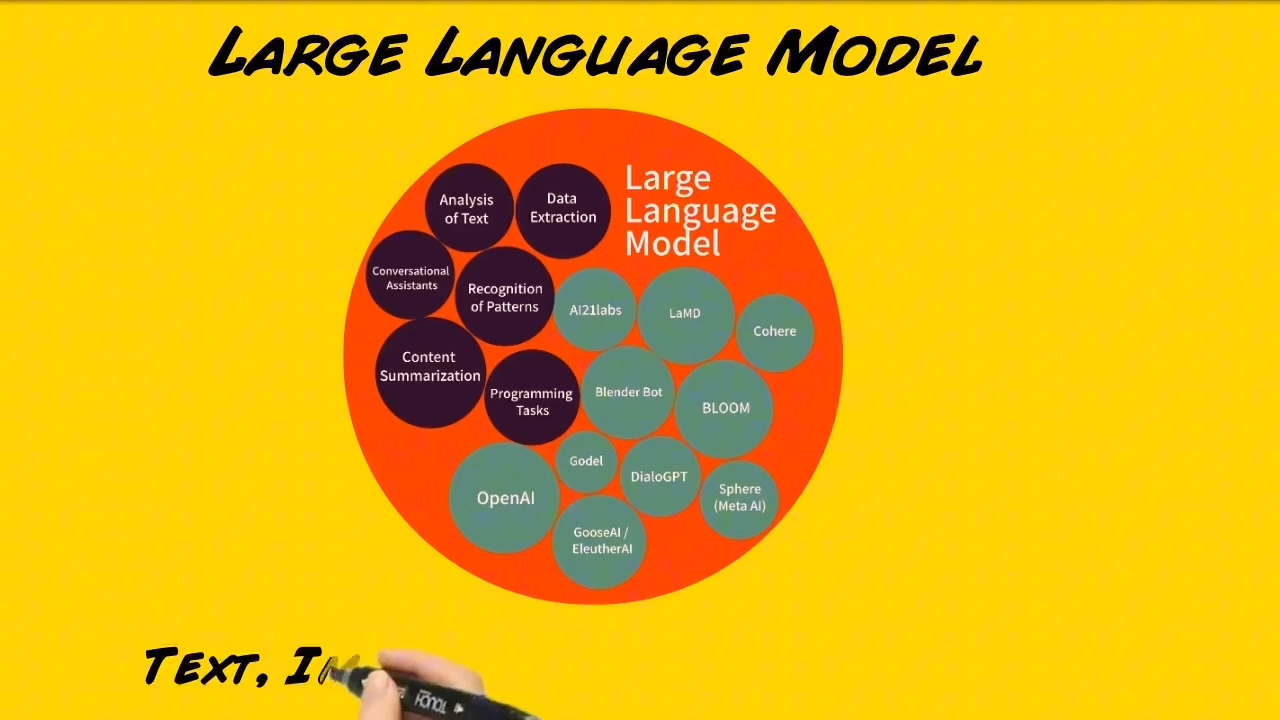 Large Language Model
Large
Language
Model
Analysis
of Text
Data
Extraction
Conversational
Assistants
Recognition
of Patterns
AI21labs
LaMD
Cohere
Content
Summarization
Programming
Tasks
Blender Bot
BLOOM
Godel
DialoGPT
OpenAI
Sphere
(Meta AI)
GooseAI /
EleutherAI
Text, I
TOUCH